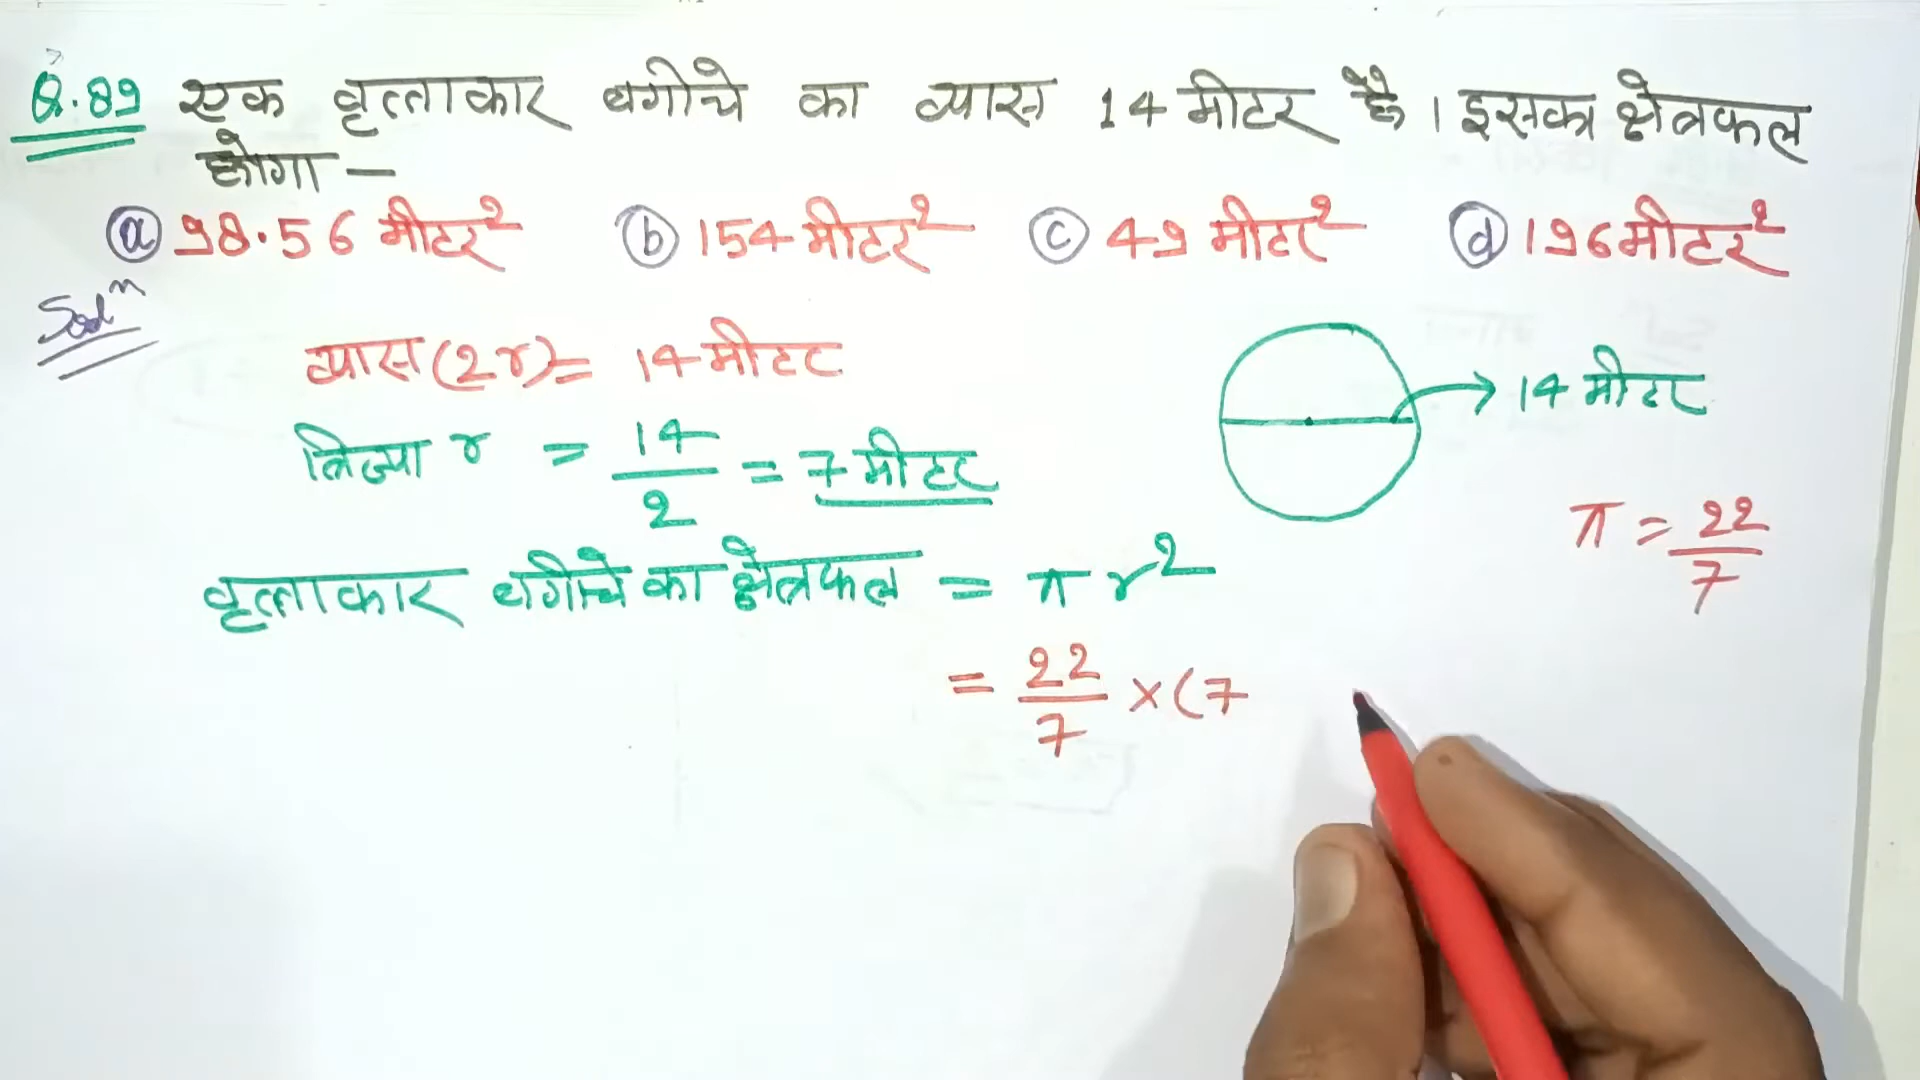 Q.89 एक वृत्ताकार बगीचे का व्यास 14 मीटर है। इसका क्षेत्रफल
होगा —
(a) 98.56 मीटर² (b) 154 मीटर² (c) 49 मीटर² (d) 196 मीटर²
Solⁿ
व्यास (2r) = 14 मीटर
14 मीटर
त्रिज्या r = 14/2 = 7 मीटर
π = 22/7
वृत्ताकार बगीचे का क्षेत्रफल = π r²
= 22/7 × (7